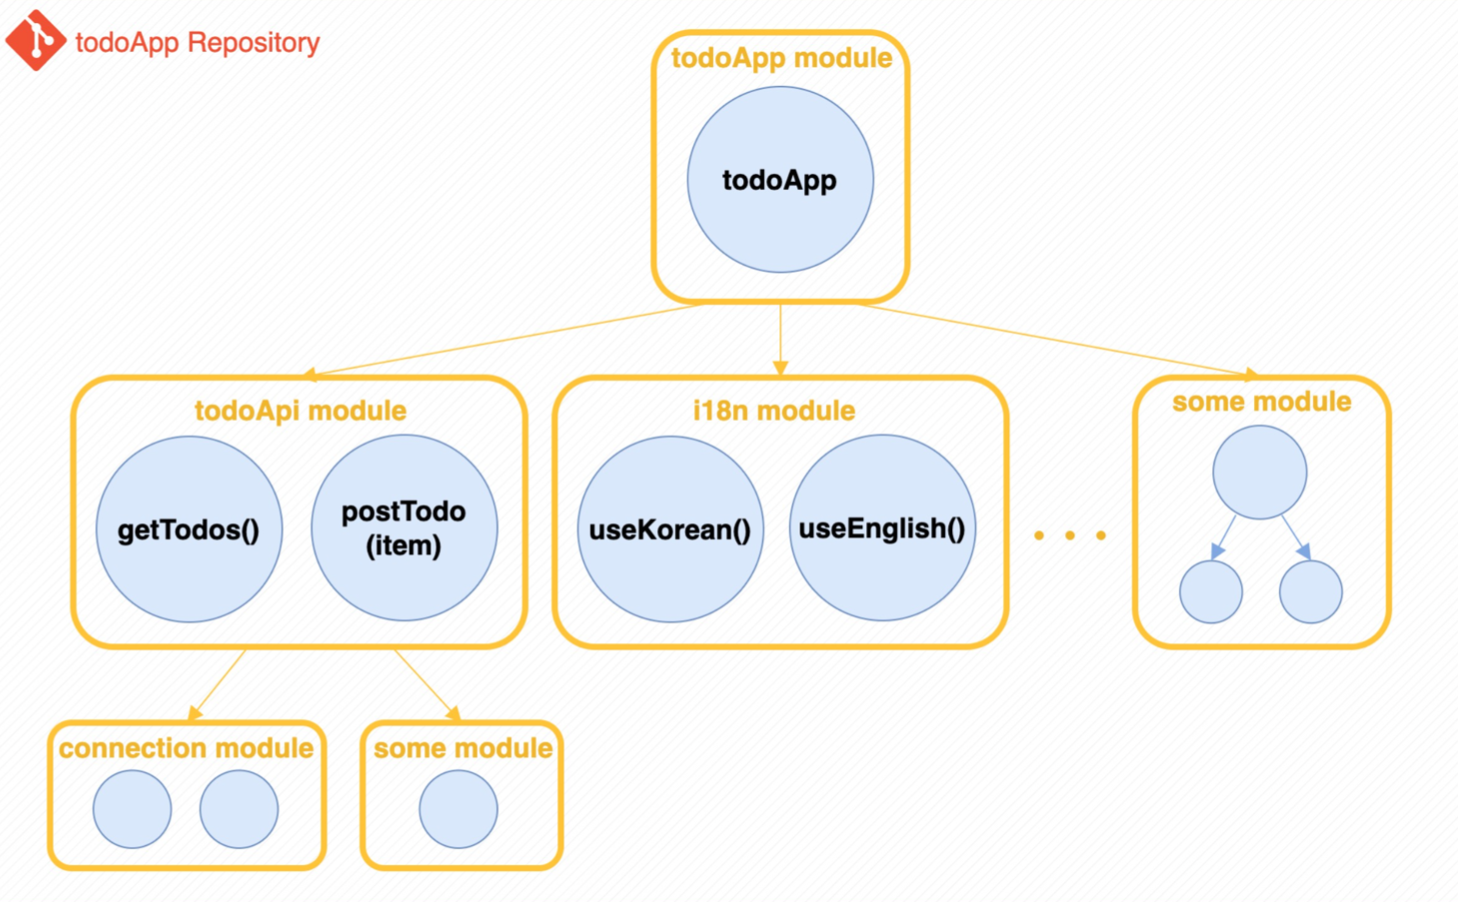 todoApp Repository
todoApp module
todoApp
todoApi module
getTodos()
postTodo
(item)
i18n module
useKorean()
useEnglish()
some module
connection module
some module